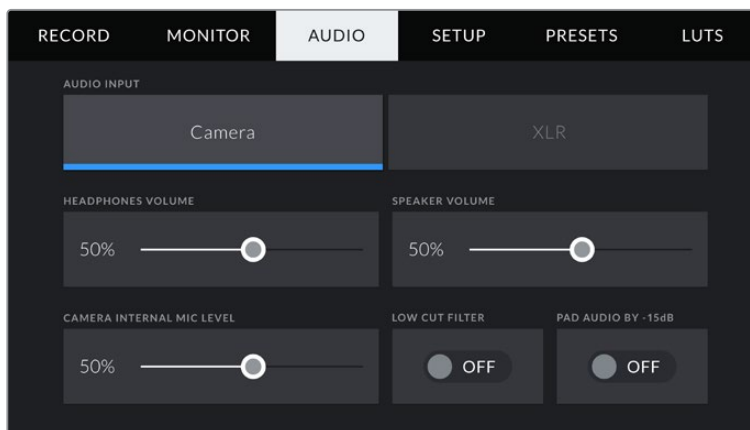 RECORD MONITOR AUDIO SETUP PRESETS LUTS
AUDIO INPUT
Camera XLR
HEADPHONES VOLUME SPEAKER VOLUME
50% 50%
CAMERA INTERNAL MIC LEVEL LOW CUT FILTER PAD AUDIO BY -15dB
50% OFF OFF